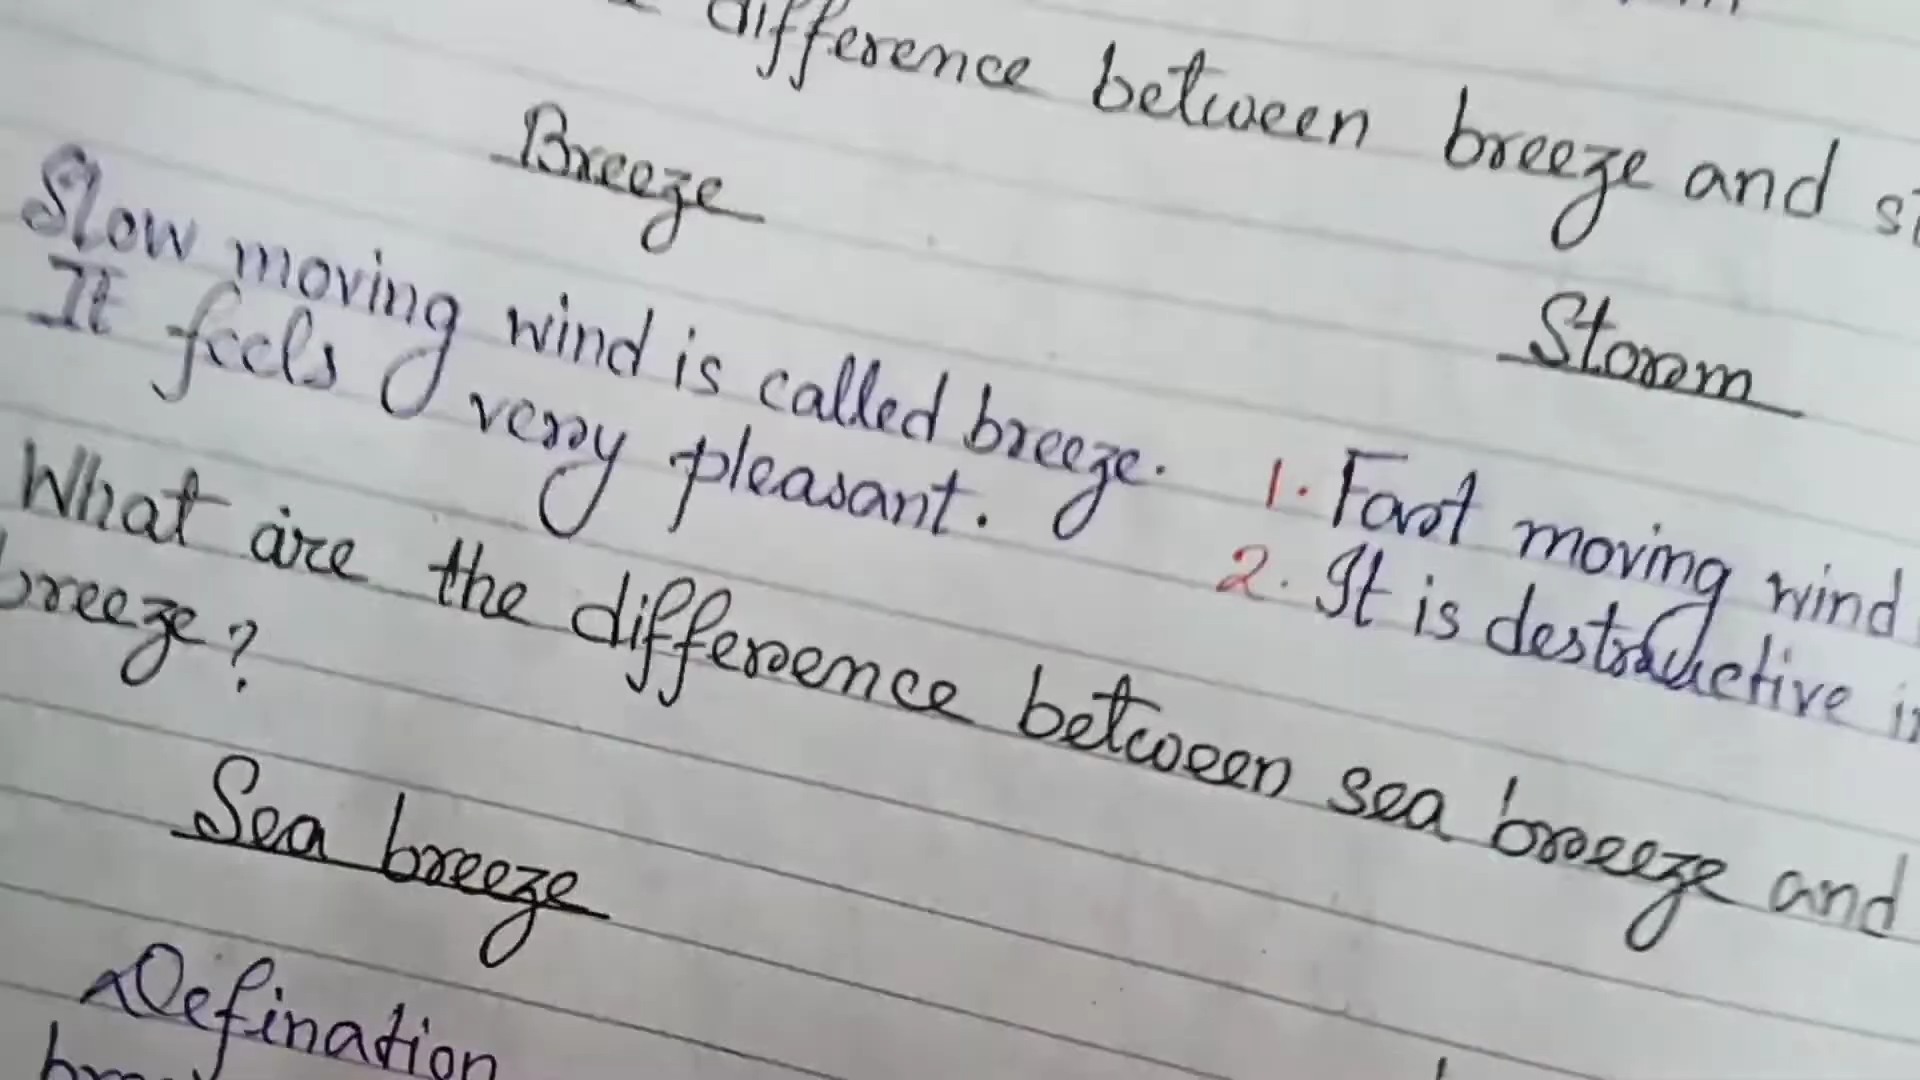 difference between breeze and
Breeze
Storm
Slow moving wind is called breeze.
It feels very pleasant.
1. Fast moving wind
2. It is destructive
What are the difference between sea breeze and
breeze?
Sea breeze
Defination